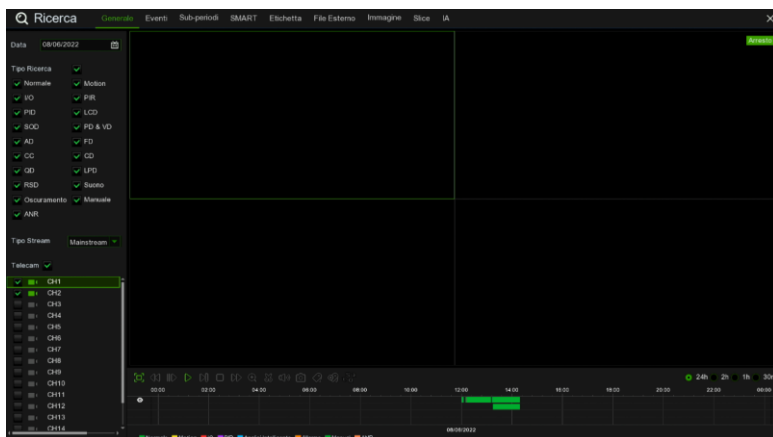 Ricerca
Generale Eventi Sub-periodi SMART Etichetta File Esterno Immagine Slice IA
Data 08/06/2022
Arresto
Tipo Ricerca
Normale Motion
I/O PIR
PID LCD
SOD PD & VD
AD FD
CC CD
QD LPD
RSD Suono
Oscuramento Manuale
ANR
Tipo Stream Mainstream
Telecam
CH1
CH2
CH3
CH4
CH5
CH6
CH7
CH8
CH9
CH10
CH11
CH12
CH13
CH14
24h 2h 1h 30m
00:00 02:00 04:00 06:00 08:00 10:00 12:00 14:00 16:00 18:00 20:00 22:00 00:00
08/06/2022